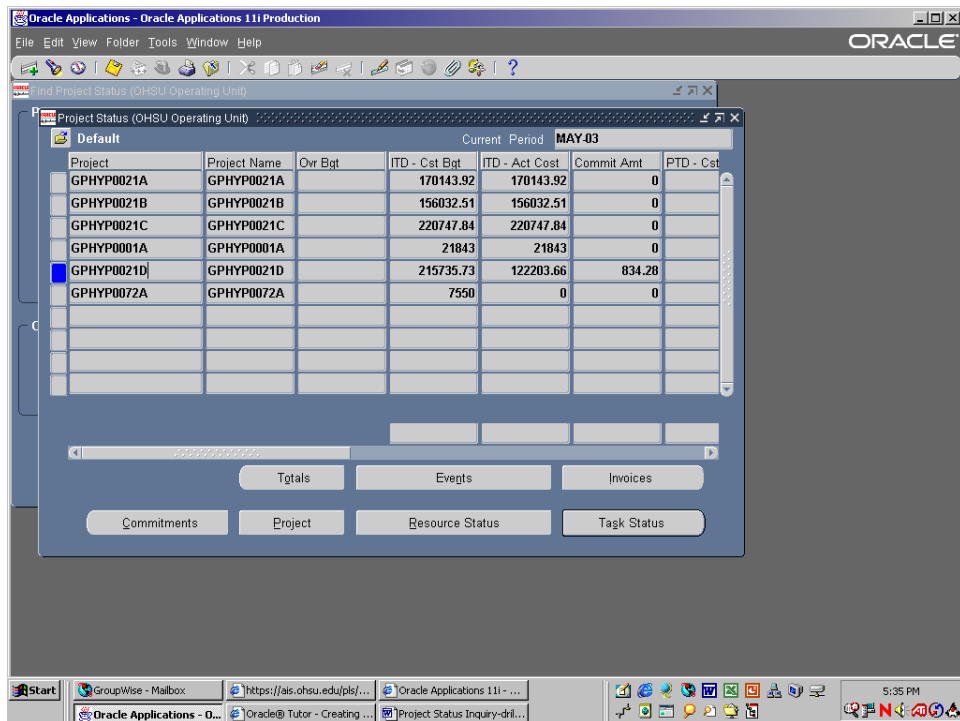 Oracle Applications - Oracle Applications 11i Production
File Edit View Folder Tools Window Help
ORACLE
Find Project Status (OHSU Operating Unit)
Project Status (OHSU Operating Unit)
Default
Current Period MAY-03
Project Project Name Ovr Bgt ITD - Cst Bgt ITD - Act Cost Commit Amt PTD - Cst
GPHYP0021A GPHYP0021A 170143.92 170143.92 0
GPHYP0021B GPHYP0021B 156032.51 156032.51 0
GPHYP0021C GPHYP0021C 220747.84 220747.84 0
GPHYP0001A GPHYP0001A 21843 21843 0
GPHYP0021D GPHYP0021D 215735.73 122203.66 834.28
GPHYP0072A GPHYP0072A 7550 0 0
Totals Events Invoices
Commitments Project Resource Status Task Status
Start GroupWise - Mailbox https://ais.ohsu.edu/pls/... Oracle Applications 11i - ... 5:35 PM
Oracle Applications - O... Oracle® Tutor - Creating ... Project Status Inquiry-dril...